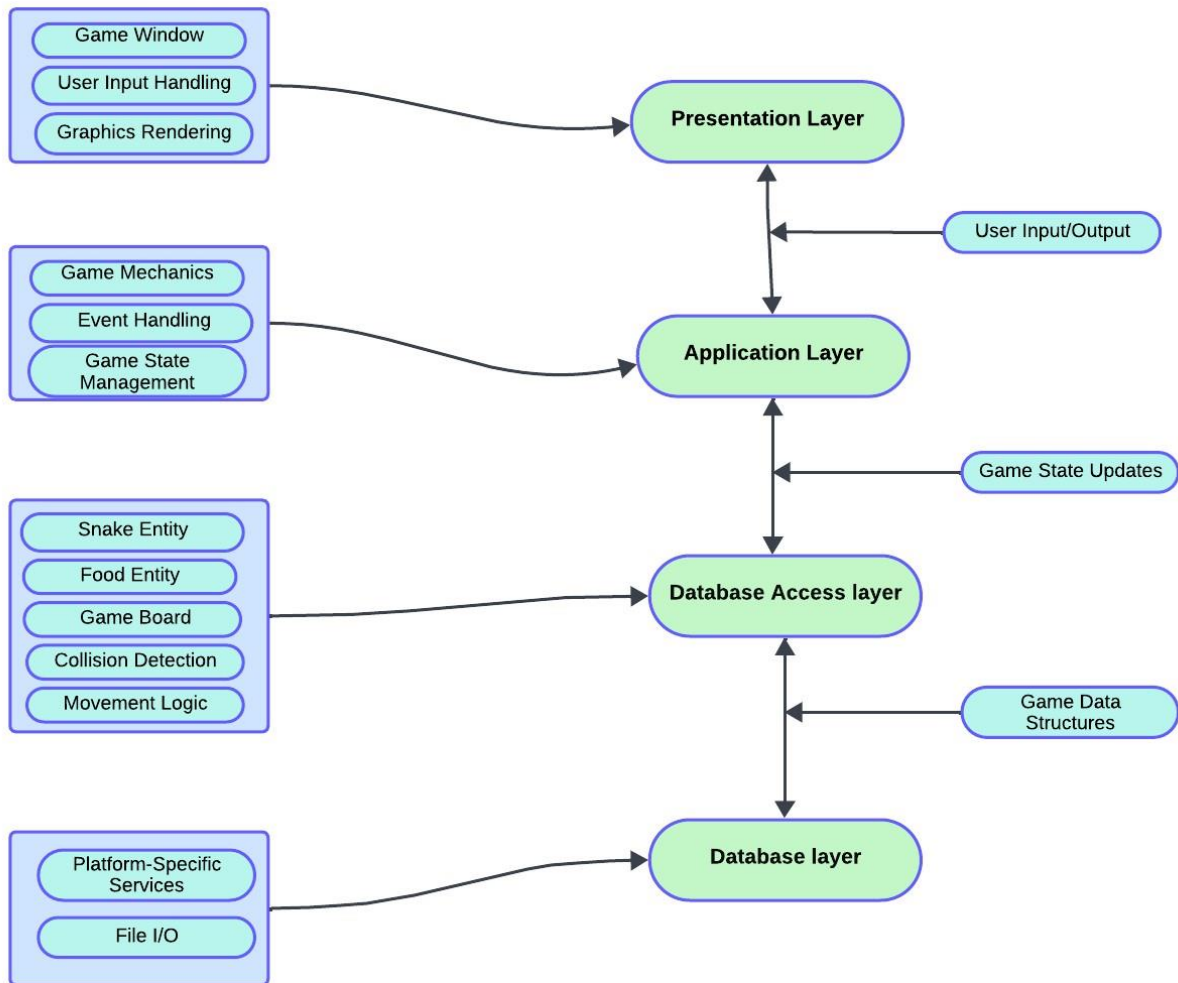 Game Window
User Input Handling
Graphics Rendering
Presentation Layer
User Input/Output
Game Mechanics
Event Handling
Game State
Management
Application Layer
Game State Updates
Snake Entity
Food Entity
Game Board
Collision Detection
Movement Logic
Database Access layer
Game Data
Structures
Platform-Specific
Services
File I/O
Database layer